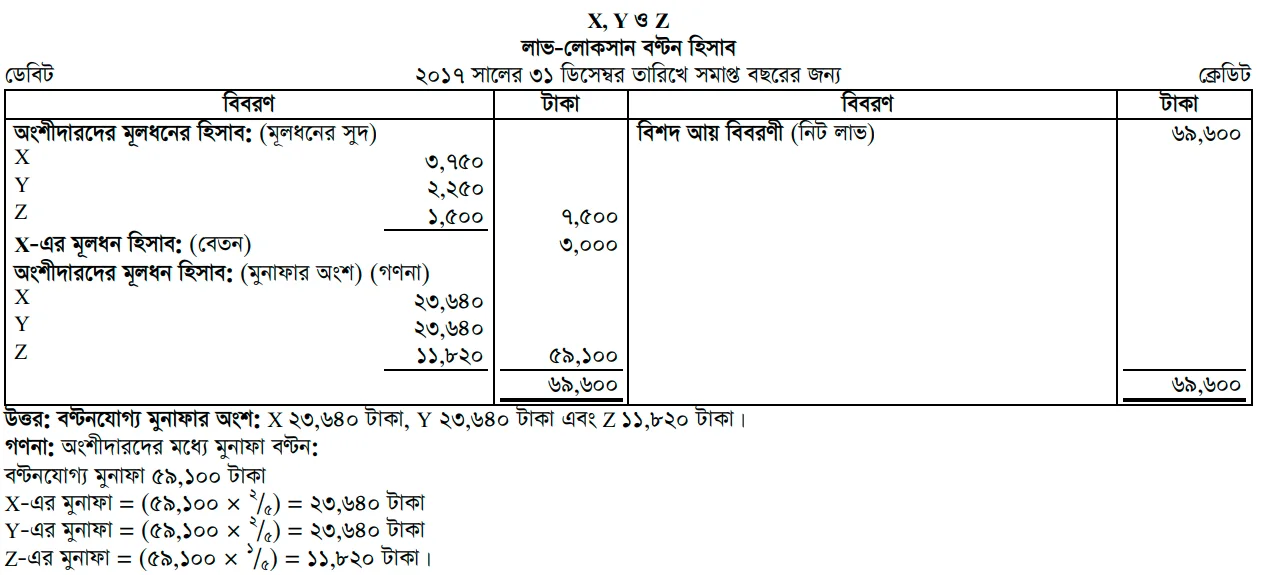 X, Y ও Z
লাভ-লোকসান বণ্টন হিসাব
ডেবিট ২০১৭ সালের ৩১ ডিসেম্বর তারিখে সমাপ্ত বছরের জন্য ক্রেডিট
বিবরণ টাকা বিবরণ টাকা
অংশীদারদের মূলধনের হিসাব: (মূলধনের সুদ) বিশদ আয় বিবরণী (নিট লাভ) ৬৯,৬০০
X ৩,৭৫০
Y ২,২৫০
Z ১,৫০০ ৭,৫০০
X-এর মূলধন হিসাব: (বেতন) ৩,০০০
অংশীদারদের মূলধন হিসাব: (মুনাফার অংশ) (গণনা)
X ২৩,৬৪০
Y ২৩,৬৪০
Z ১১,৮২০ ৫৯,১০০
৬৯,৬০০ ৬৯,৬০০
উত্তর: বণ্টনযোগ্য মুনাফার অংশ: X ২৩,৬৪০ টাকা, Y ২৩,৬৪০ টাকা এবং Z ১১,৮২০ টাকা।
গণনা: অংশীদারদের মধ্যে মুনাফা বণ্টন:
বণ্টনযোগ্য মুনাফা ৫৯,১০০ টাকা
X-এর মুনাফা = (৫৯,১০০ × ২/৫) = ২৩,৬৪০ টাকা
Y-এর মুনাফা = (৫৯,১০০ × ২/৫) = ২৩,৬৪০ টাকা
Z-এর মুনাফা = (৫৯,১০০ × ১/৫) = ১১,৮২০ টাকা।